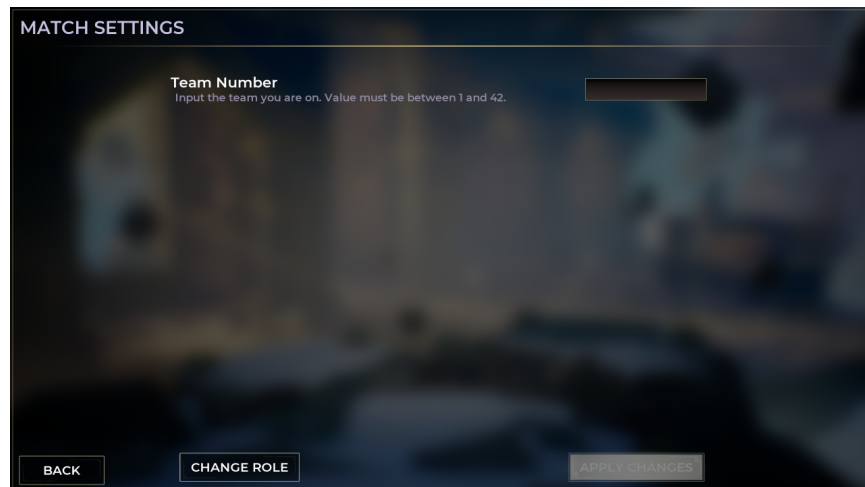 MATCH SETTINGS
Team Number
Input the team you are on. Value must be between 1 and 42.
BACK
CHANGE ROLE
APPLY CHANGES